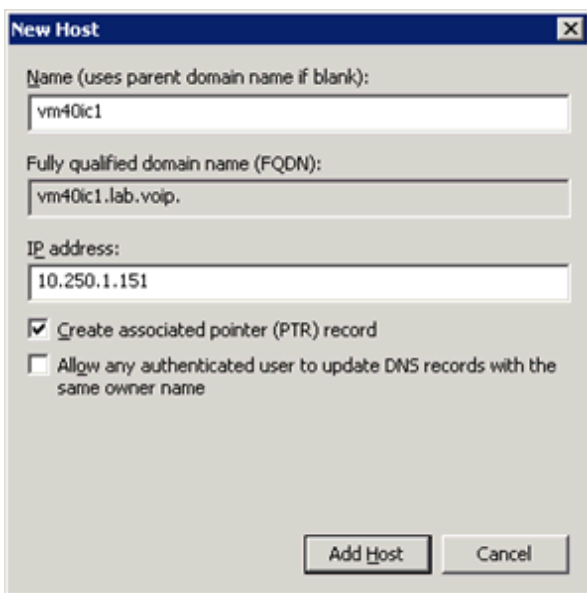 New Host
Name (uses parent domain name if blank):
vm40ic1
Fully qualified domain name (FQDN):
vm40ic1.lab.voip.
IP address:
10.250.1.151
Create associated pointer (PTR) record
Allow any authenticated user to update DNS records with the
same owner name
Add Host
Cancel